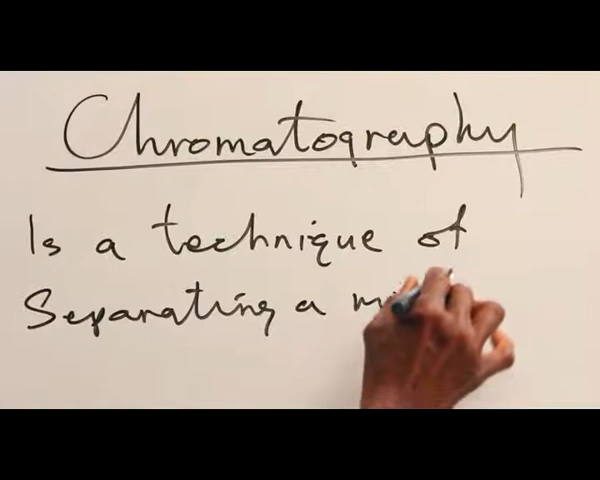 Chromatography
Is a technique of
Separating a